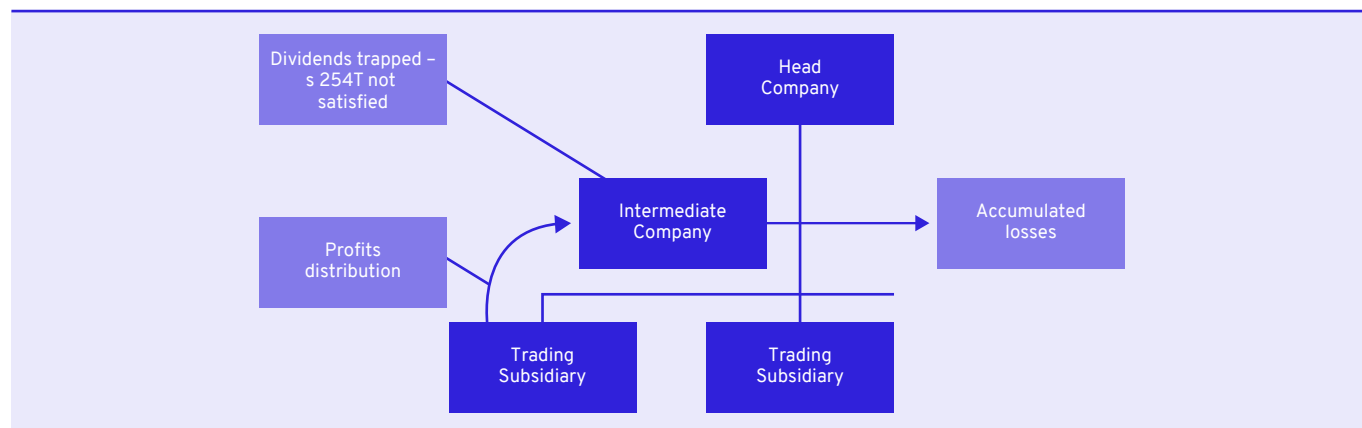 Dividends trapped –
s 254T not
satisfied
Head
Company
Intermediate
Company
Accumulated
losses
Profits
distribution
Trading
Subsidiary
Trading
Subsidiary